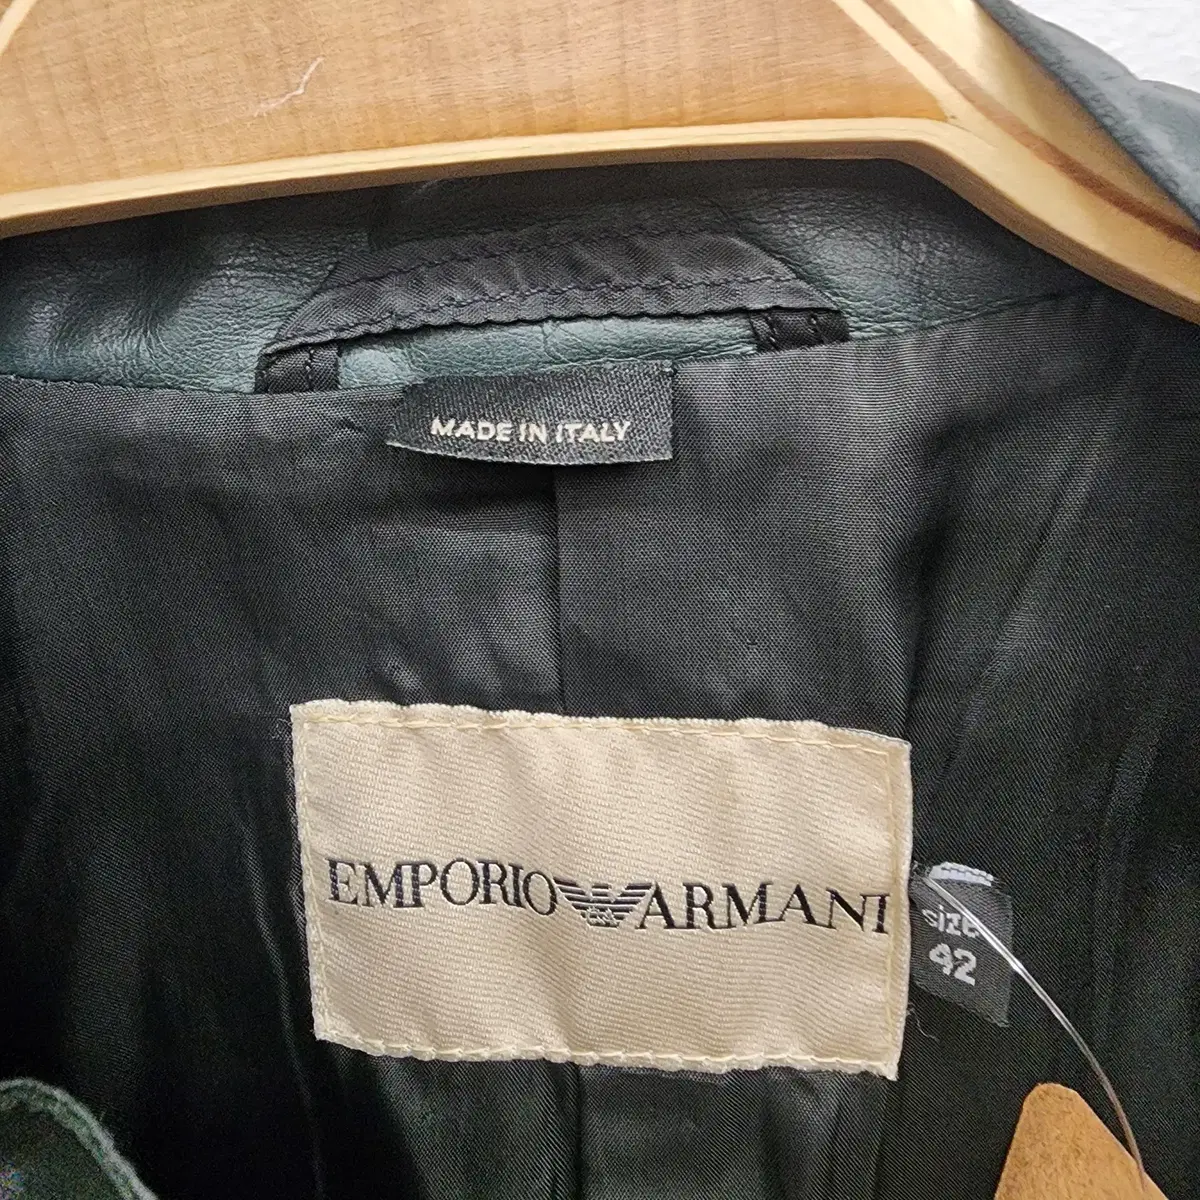 MADE IN ITALY
EMPORIO ARMANI
size
42